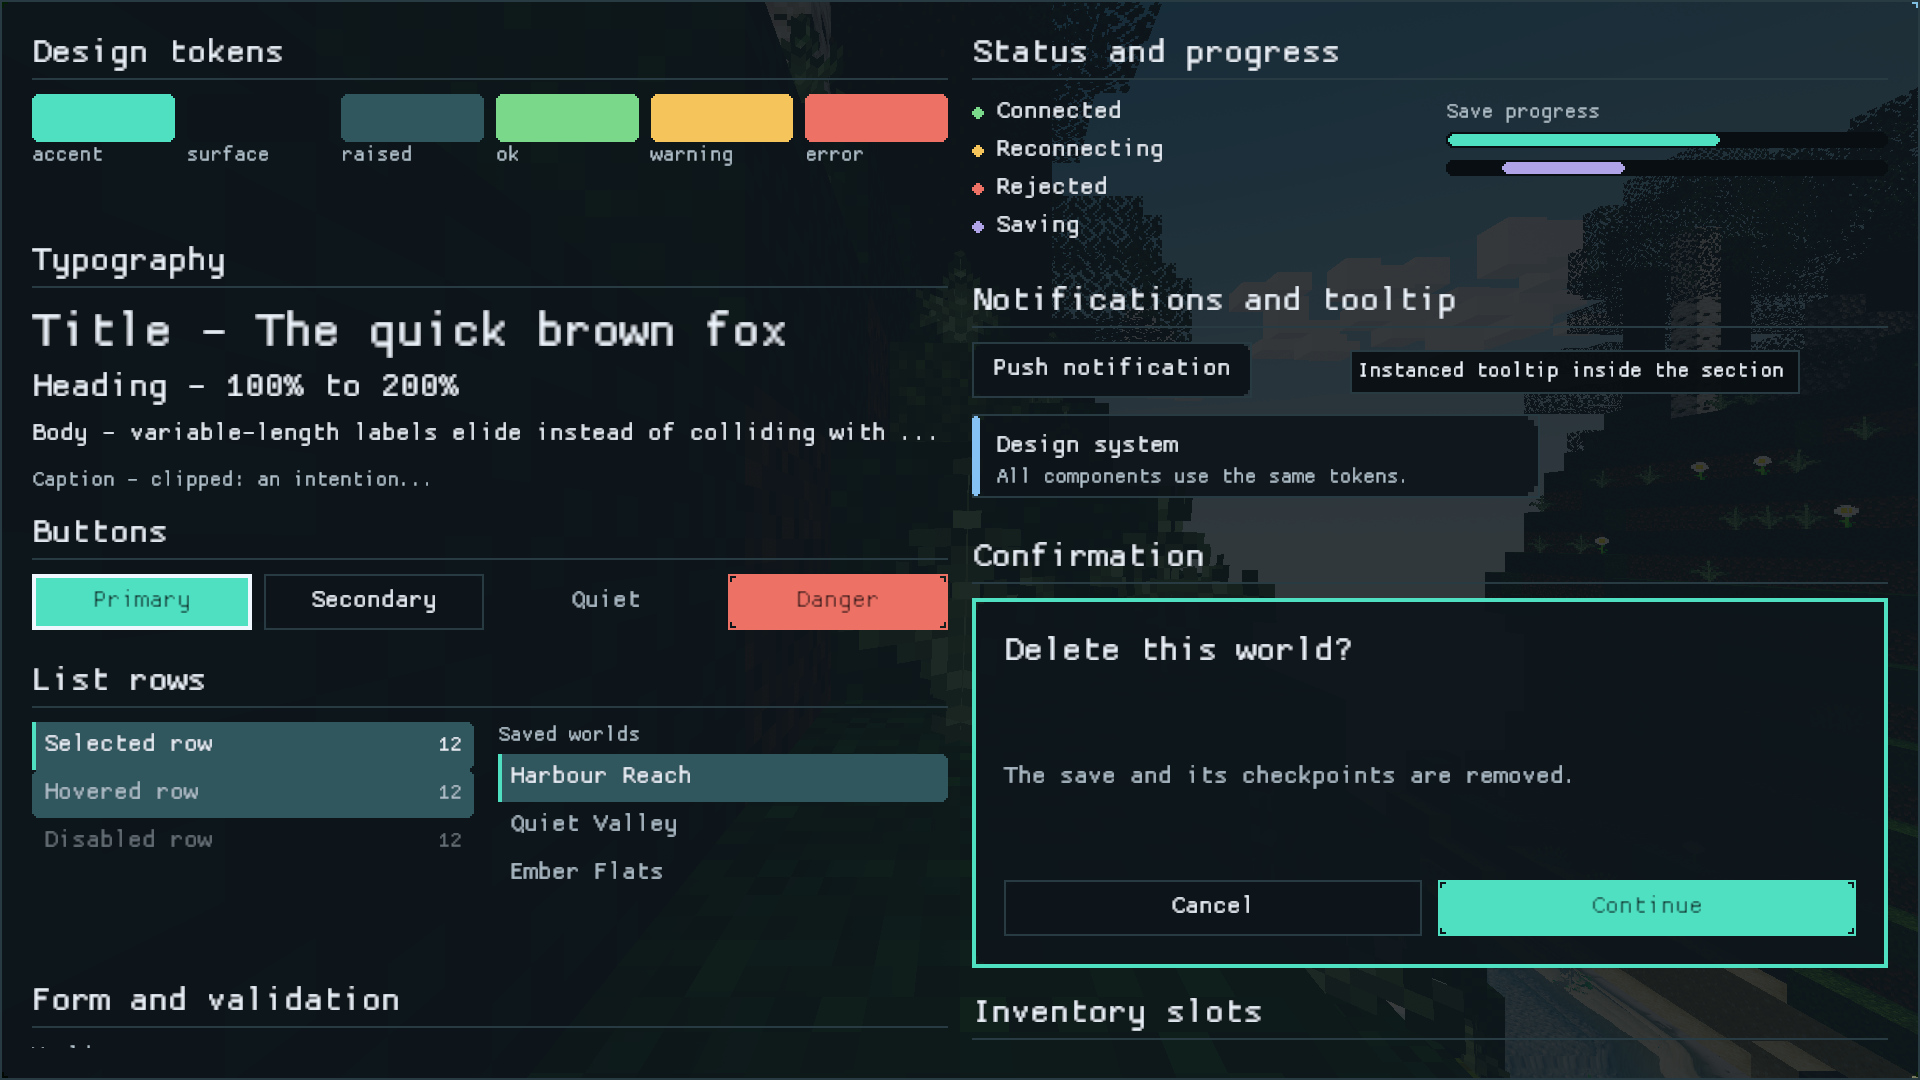 Design tokens
accent
surface
raised
ok
warning
error
Typography
Title - The quick brown fox
Heading - 100% to 200%
Body - variable-length labels elide instead of colliding with ...
Caption - clipped: an intention...
Buttons
Primary
Secondary
Quiet
Danger
List rows
Selected row 12
Hovered row 12
Disabled row 12
Saved worlds
Harbour Reach
Quiet Valley
Ember Flats
Form and validation
Status and progress
Connected
Reconnecting
Rejected
Saving
Save progress
Notifications and tooltip
Push notification
Instanced tooltip inside the section
Design system
All components use the same tokens.
Confirmation
Delete this world?
The save and its checkpoints are removed.
Cancel
Continue
Inventory slots